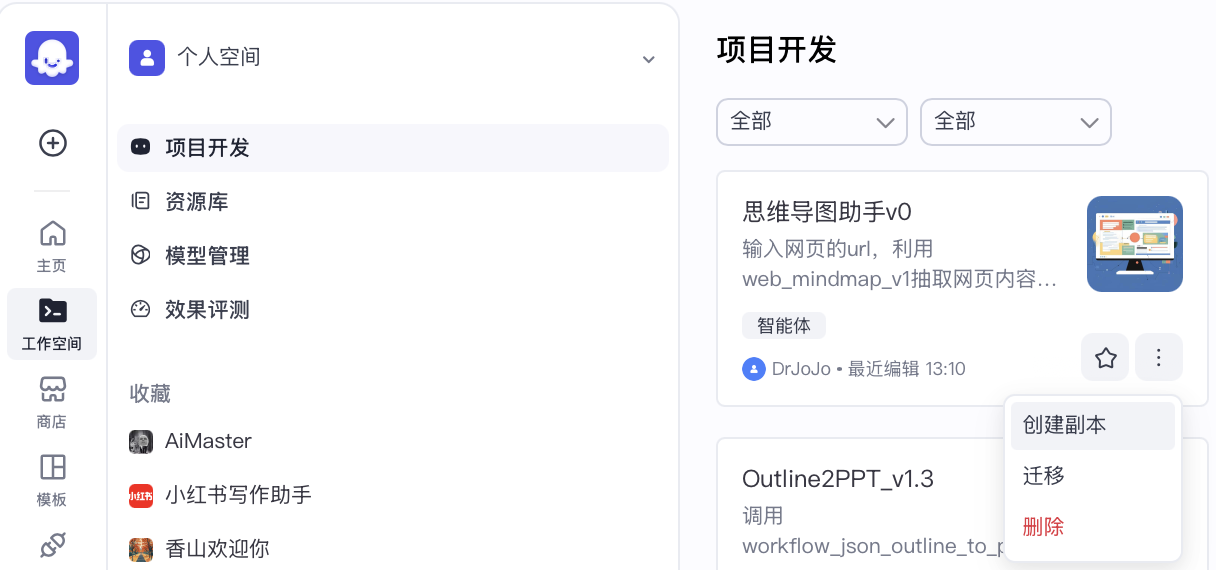 个人空间
项目开发
资源库
模型管理
效果评测
收藏
AiMaster
小红书
小红书写作助手
香山欢迎你
主页
工作空间
商店
模板
项目开发
全部
全部
思维导图助手v0
输入网页的url，利用
web_mindmap_v1抽取网页内容...
智能体
DrJoJo • 最近编辑 13:10
创建副本
迁移
删除
Outline2PPT_v1.3
调用
workflow_json_outline_to_p